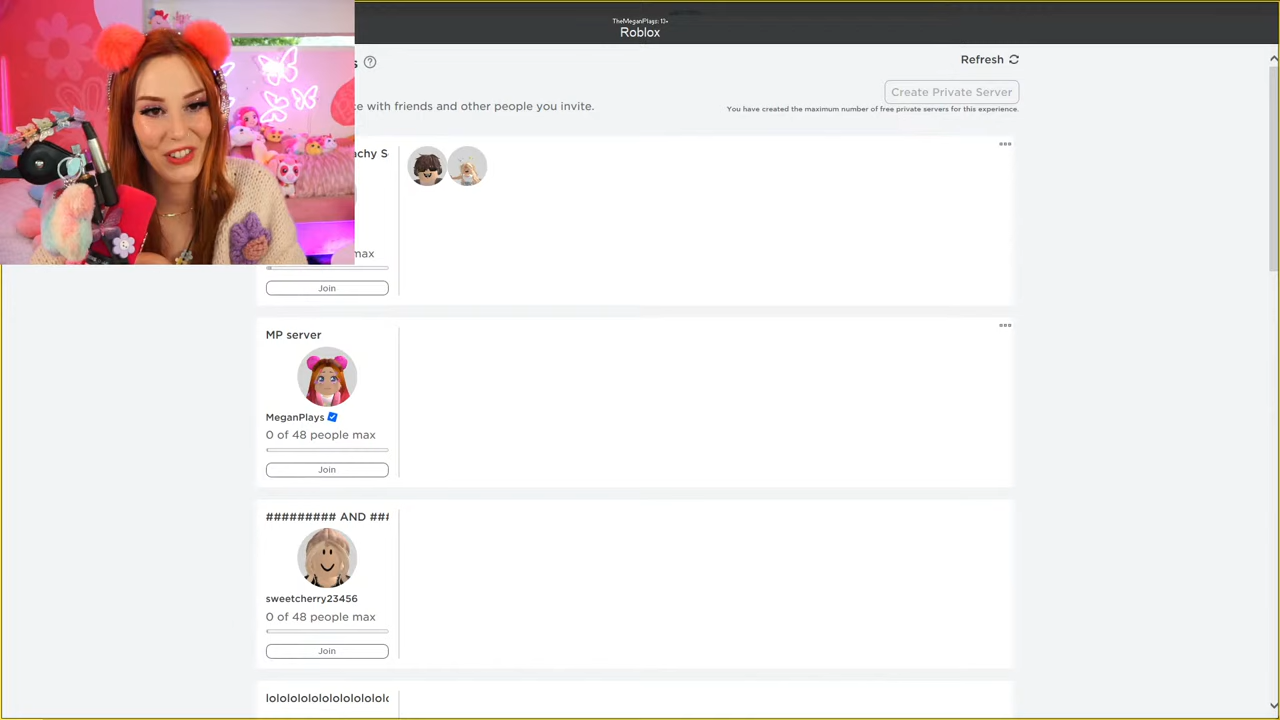 TheMeganPlays: 13+
Roblox
Refresh
Create Private Server
e with friends and other people you invite.
You have created the maximum number of free private servers for this experience.
achy S
max
Join
MP server
MeganPlays
0 of 48 people max
Join
######### AND ###
sweetcherry23456
0 of 48 people max
Join
lolololololololololololo